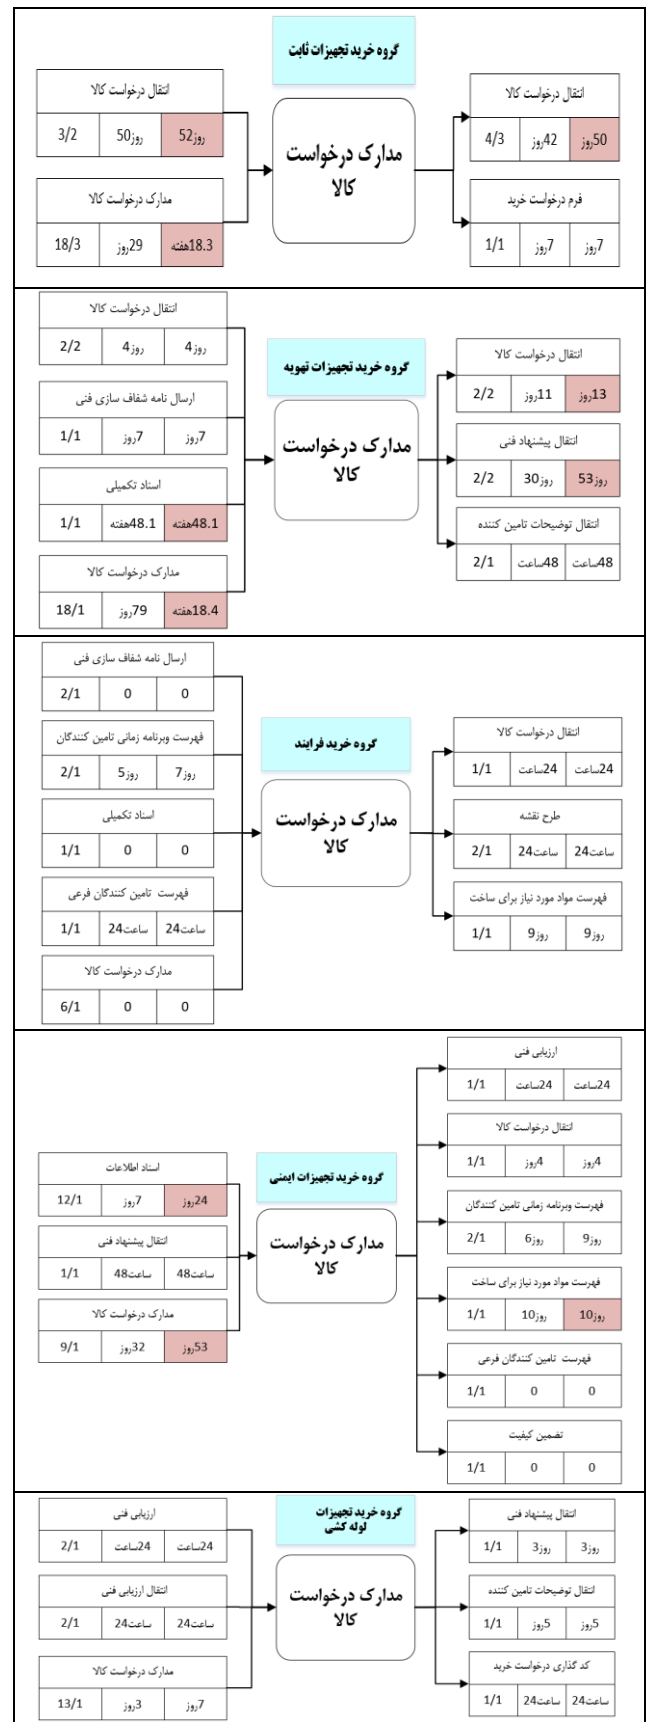 گروه خرید تجهیزات ثابت
انتقال درخواست کالا
3/2 50روز 52روز
مدارک درخواست کالا
18/3 29روز 18.3هفته
مدارک درخواست
کالا
انتقال درخواست کالا
4/3 42روز 50روز
فرم درخواست خرید
1/1 7روز 7روز
گروه خرید تجهیزات تهویه
انتقال درخواست کالا
2/2 4روز 4روز
ارسال نامه شفاف سازی فنی
1/1 7روز 7روز
اسناد تکمیلی
1/1 48.1هفته 48.1هفته
مدارک درخواست کالا
18/1 79روز 18.4هفته
مدارک درخواست
کالا
انتقال درخواست کالا
2/2 11روز 13روز
انتقال پیشنهاد فنی
2/2 30روز 53روز
انتقال توضیحات تامین کننده
2/1 48ساعت 48ساعت
گروه خرید فرایند
ارسال نامه شفاف سازی فنی
2/1 0 0
فهرست وبرنامه زمانی تامین کنندگان
2/1 5روز 7روز
اسناد تکمیلی
1/1 0 0
فهرست تامین کنندگان فرعی
1/1 24ساعت 24ساعت
مدارک درخواست کالا
6/1 0 0
مدارک درخواست
کالا
انتقال درخواست کالا
1/1 24ساعت 24ساعت
طرح نقشه
2/1 24ساعت 24ساعت
فهرست مواد مورد نیاز برای ساخت
1/1 9روز 9روز
گروه خرید تجهیزات ایمنی
اسناد اطلاعات
12/1 7روز 24روز
انتقال پیشنهاد فنی
1/1 48ساعت 48ساعت
مدارک درخواست کالا
9/1 32روز 53روز
مدارک درخواست
کالا
ارزیابی فنی
1/1 24ساعت 24ساعت
انتقال درخواست کالا
1/1 4روز 4روز
فهرست وبرنامه زمانی تامین کنندگان
2/1 6روز 9روز
فهرست مواد مورد نیاز برای ساخت
1/1 10روز 10روز
فهرست تامین کنندگان فرعی
1/1 0 0
تضمین کیفیت
1/1 0 0
گروه خرید تجهیزات
لوله کشی
ارزیابی فنی
2/1 24ساعت 24ساعت
انتقال ارزیابی فنی
2/1 24ساعت 24ساعت
مدارک درخواست کالا
13/1 3روز 7روز
مدارک درخواست
کالا
انتقال پیشنهاد فنی
1/1 3روز 3روز
انتقال توضیحات تامین کننده
1/1 5روز 5روز
کد گذاری درخواست خرید
1/1 24ساعت 24ساعت